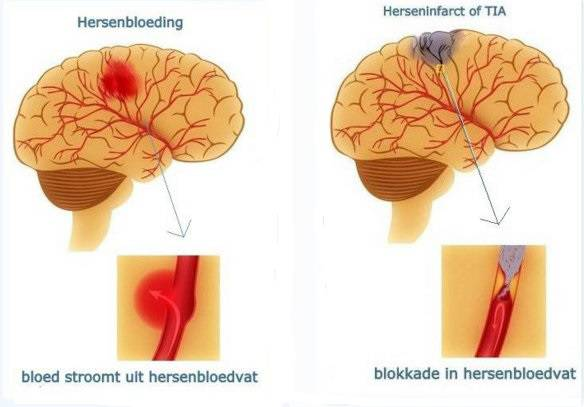 Hersenbloeding
bloed stroomt uit hersenbloedvat
Herseninfarct of TIA
blokkade in hersenbloedvat